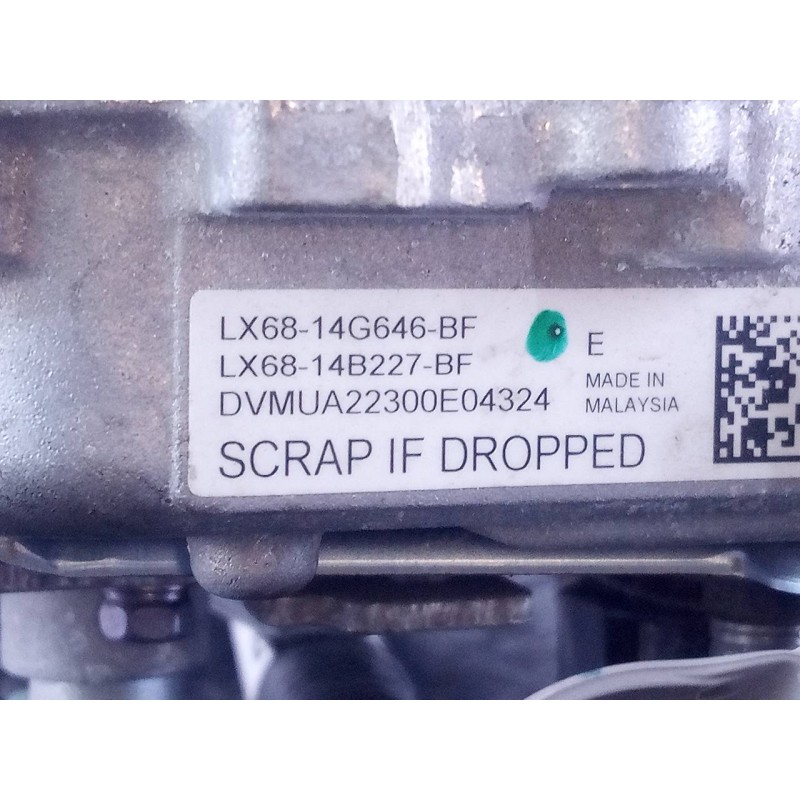 LX68-14G646-BF
LX68-14B227-BF
DVMUA22300E04324
SCRAP IF DROPPED
E
MADE IN
MALAYSIA